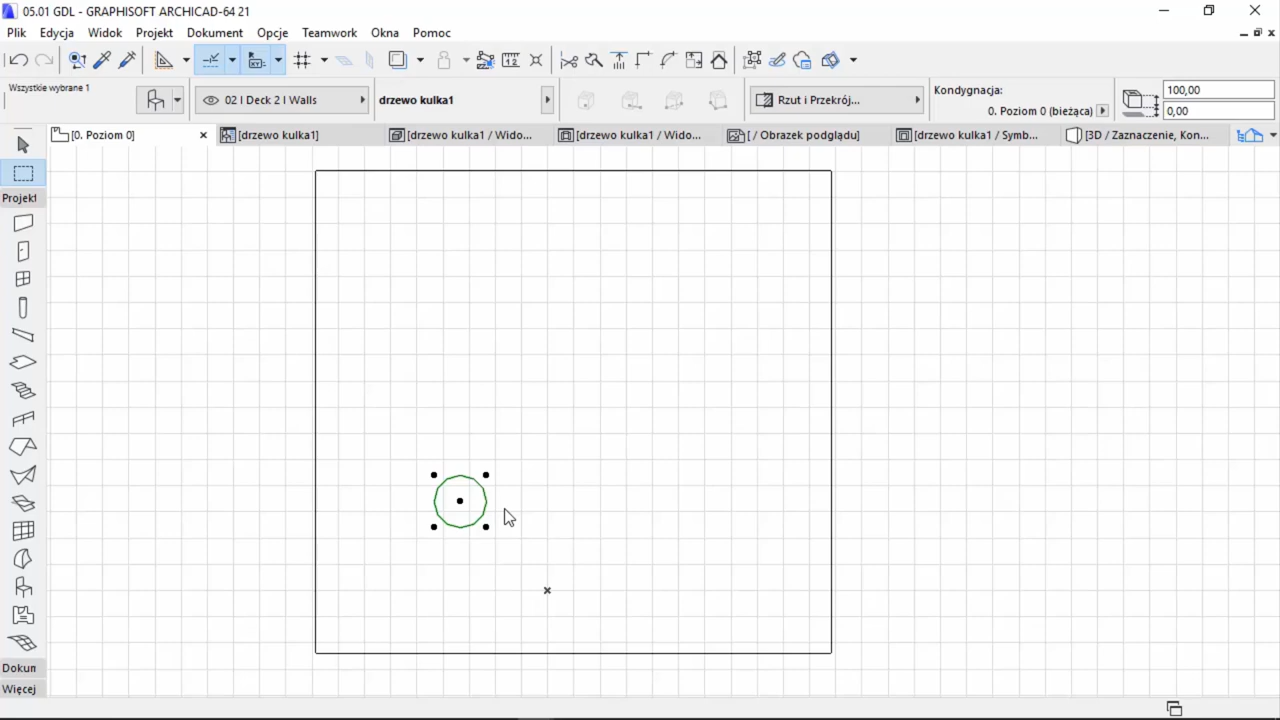 05.01 GDL - GRAPHISOFT ARCHICAD-64 21
Plik Edycja Widok Projekt Dokument Opcje Teamwork Okna Pomoc
Wszystkie wybrane 1
02 I Deck 2 I Walls
drzewo kulka1
Rzut i Przekrój...
Kondygnacja:
0. Poziom 0 (bieżąca)
100,00
0,00
[0. Poziom 0]
[drzewo kulka1]
[drzewo kulka1 / Wido...
[drzewo kulka1 / Wido...
[ / Obrazek podglądu]
[drzewo kulka1 / Symb...
[3D / Zaznaczenie, Kon...
Projekt
Dokum
Więcej